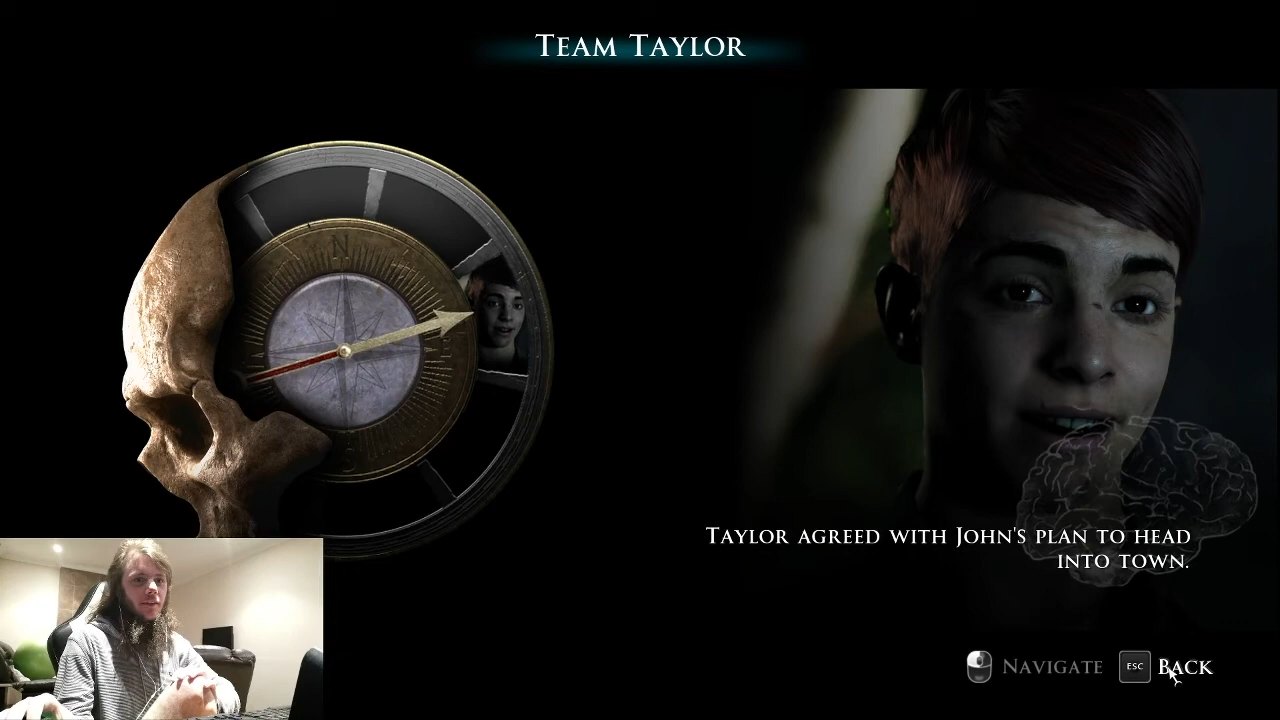 TEAM TAYLOR
N
TAYLOR AGREED WITH JOHN'S PLAN TO HEAD
INTO TOWN.
NAVIGATE ESC BACK